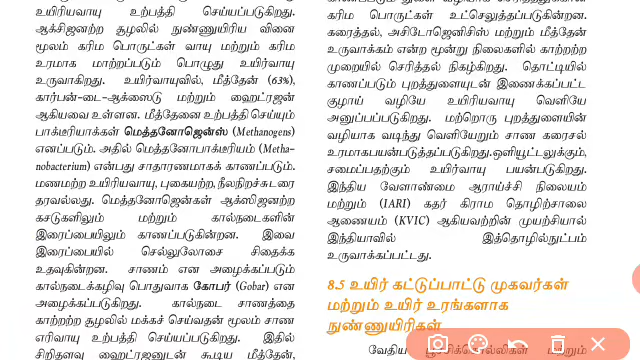 உயிரியவாயு உற்பத்தி செய்யப்படுகிறது.
ஆக்சிஜனற்ற சூழலில் நுண்ணுயிரிய வினை
மூலம் கரிம பொருட்கள் வாயு மற்றும் கரிம
உரமாக மாற்றப்படும் பொழுது உயிர்வாயு
உருவாகிறது. உயிர்வாயுவில், மீத்தேன் (63%),
கார்பன்-டை-ஆக்ஸைடு மற்றும் ஹைட்ரஜன்
ஆகியவை உள்ளன. மீத்தேனை உற்பத்தி செய்யும்
பாக்டீரியாக்கள் மெத்தனோஜென்ஸ் (Methanogens)
எனப்படும். அதில் மெத்தனோபாக்டீரியம் (Metha-
nobacterium) என்பது சாதாரணமாகக் காணப்படும்.
மணமற்ற உயிரியவாயு, புகையற்ற, நீலநிறச்சுடரை
தரவல்லது. மெத்தனோஜென்கள் ஆக்ஸிஜனற்ற
கசடுகளிலும் மற்றும் கால்நடைகளின்
இரைப்பையிலும் காணப்படுகின்றன. இவை
இரைப்பையில் செல்லுலோசை சிதைக்க
உதவுகின்றன. சாணம் என அழைக்கப்படும்
கால்நடைக்கழிவு பொதுவாக கோபர் (Gobar) என
அழைக்கப்படுகிறது. கால்நடை சாணத்தை
காற்றற்ற சூழலில் மக்கச் செய்வதன் மூலம் சாண
எரிவாயு உற்பத்தி செய்யப்படுகிறது. இதில்
சிறிதளவு ஹைட்ரஜனுடன் கூடிய மீத்தேன்,
கரிம பொருட்கள் உட்செலுத்தப்படுகின்றன.
கரைத்தல், அசிடோஜெனிசிஸ் மற்றும் மீத்தேன்
உருவாக்கம் என்ற மூன்று நிலைகளில் காற்றற்ற
முறையில் செரித்தல் நிகழ்கிறது. தொட்டியில்
காணப்படும் புறத்துளையுடன் இணைக்கப்பட்ட
குழாய் வழியே உயிரியவாயு வெளியே
அனுப்பப்படுகிறது. மற்றொரு புறத்துளையின்
வழியாக வடிந்து வெளியேறும் சாண கரைசல்
உரமாகபயன்படுத்தப்படுகிறது.ஒளியூட்டலுக்கும்,
சமைப்பதற்கும் உயிர்வாயு பயன்படுகிறது.
இந்திய வேளாண்மை ஆராய்ச்சி நிலையம்
மற்றும் (IARI) கதர் கிராம தொழிற்சாலை
ஆணையம் (KVIC) ஆகியவற்றின் முயற்சியால்
இந்தியாவில் இத்தொழில்நுட்பம்
உருவாக்கப்பட்டது.
8.5 உயிர் கட்டுப்பாட்டு முகவர்கள்
மற்றும் உயிர் உரங்களாக
நுண்ணுயிரிகள்
வேதிய